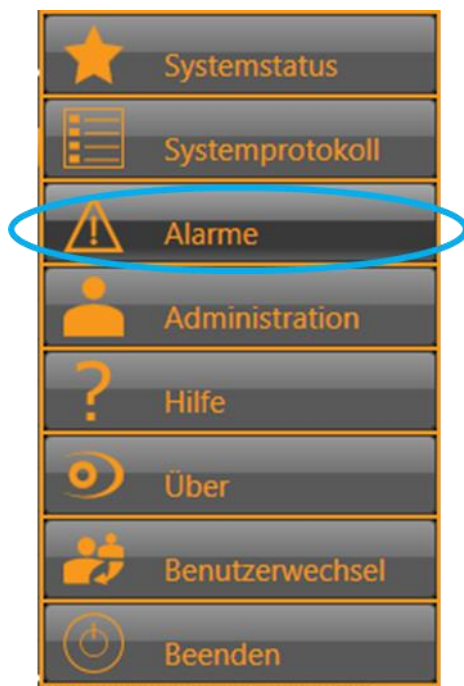 Systemstatus
Systemprotokoll
Alarme
Administration
Hilfe
Über
Benutzerwechsel
Beenden